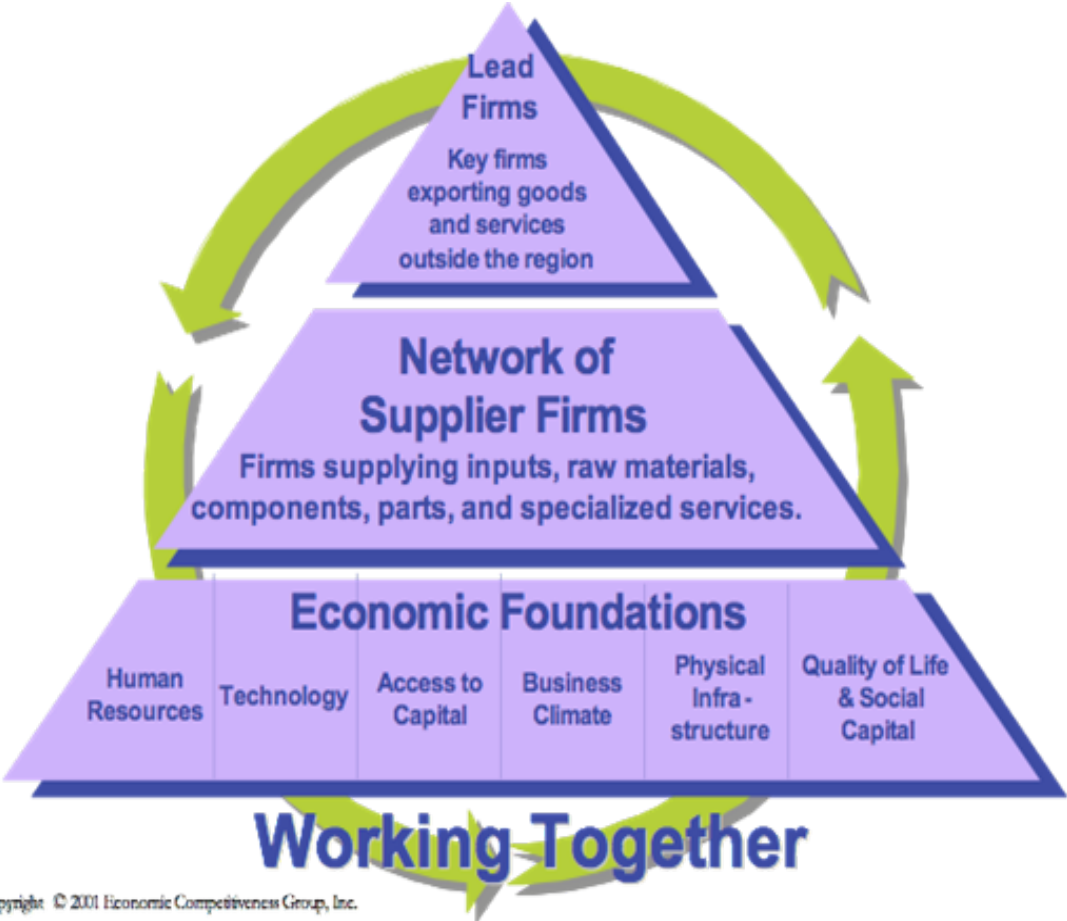 Lead
Firms
Key firms
exporting goods
and services
outside the region
Network of
Supplier Firms
Firms supplying inputs, raw materials,
components, parts, and specialized services.
Economic Foundations
Human
Resources
Technology
Access to
Capital
Business
Climate
Physical
Infra -
structure
Quality of Life
& Social
Capital
Working Together
pyright © 2001 Economic Competitiveness Group, Inc.